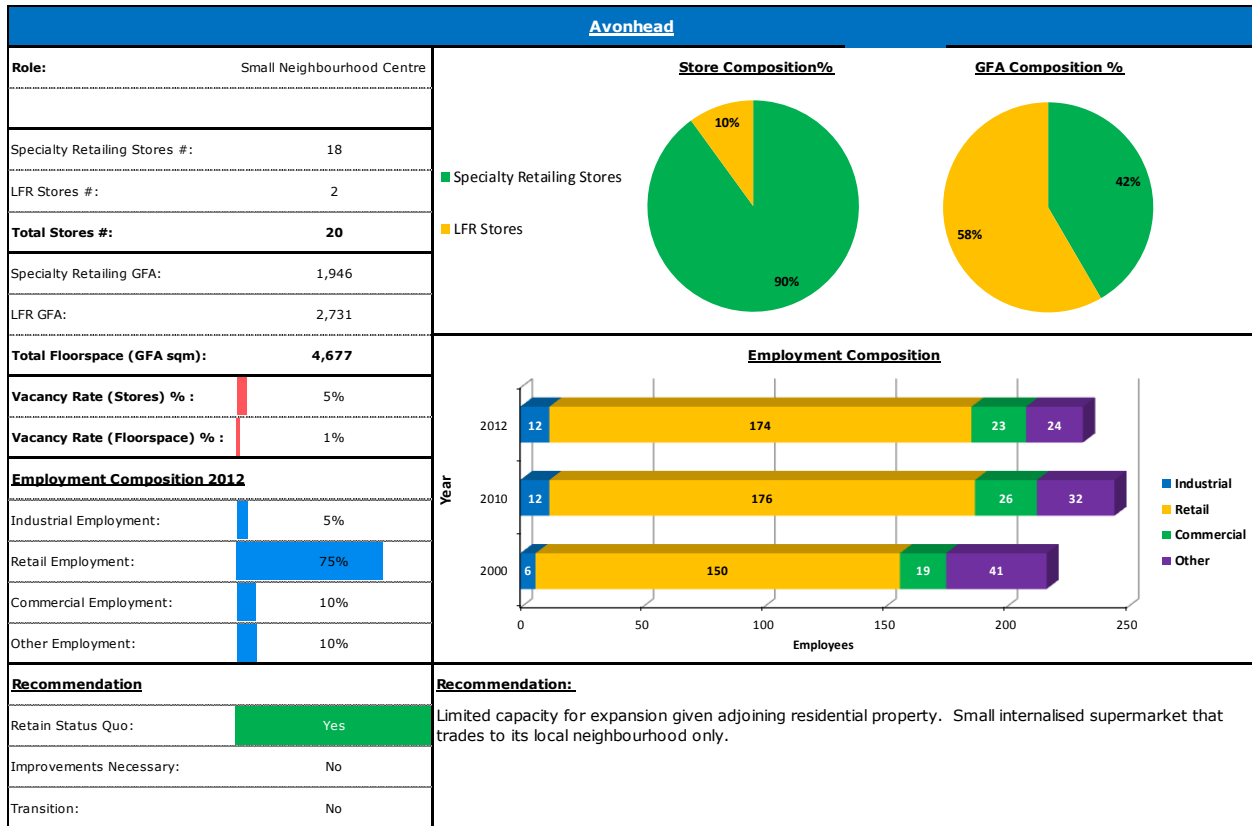 Avonhead
Role: Small Neighbourhood Centre
Specialty Retailing Stores #: 18
LFR Stores #: 2
Total Stores #: 20
Specialty Retailing GFA: 1,946
LFR GFA: 2,731
Total Floorspace (GFA sqm): 4,677
Vacancy Rate (Stores) % : 5%
Vacancy Rate (Floorspace) % : 1%
Employment Composition 2012
Industrial Employment: 5%
Retail Employment: 75%
Commercial Employment: 10%
Other Employment: 10%
Recommendation
Retain Status Quo: Yes
Improvements Necessary: No
Transition: No
Store Composition%
10%
90%
Specialty Retailing Stores
LFR Stores
GFA Composition %
42%
58%
Employment Composition
Year
2012 12 174 23 24
2010 12 176 26 32
2000 6 150 19 41
0 50 100 150 200 250
Employees
Industrial
Retail
Commercial
Other
Recommendation:
Limited capacity for expansion given adjoining residential property. Small internalised supermarket that
trades to its local neighbourhood only.